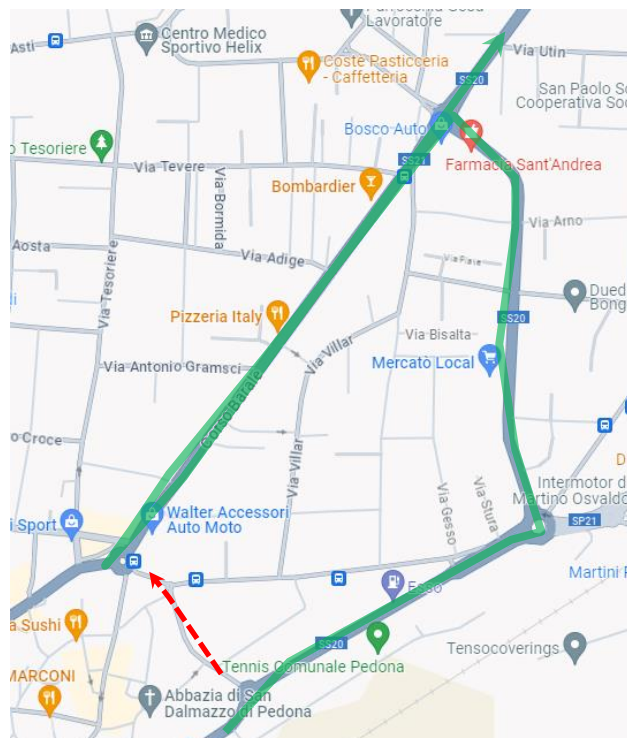 Lavoratore
Centro Medico
Sportivo Helix
Asti
Coste Pasticceria
- Caffetteria
Via Utin
SS20
San Paolo So
Cooperativa Soc
Bosco Auto
Farmacia Sant'Andrea
SS21
o Tesoriere
Via Tevere
Bombardier
Via Bormida
Via Arno
Aosta
Via Adige
Via Piave
Via Tesoriere
Dued
Bong
Pizzeria Italy
SS20
Via Bisalta
Via Villar
Mercatò Local
Via Antonio Gramsci
Corso Barale
o Croce
Via Villar
D
Intermotor d
Martino Osvaldo
Via Gesso
Via Stura
Walter Accessori
Auto Moto
i Sport
SP21
Esso
Martini
a Sushi
SS20
Tensocoverings
Tennis Comunale Pedona
MARCONI
Abbazia di San
Dalmazzo di Pedona